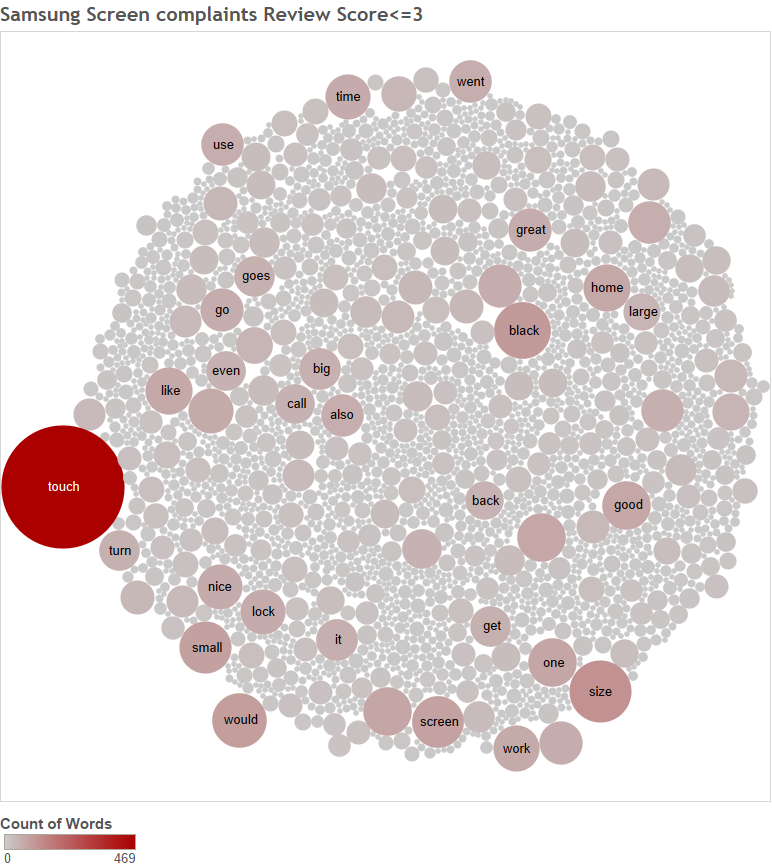 Samsung Screen complaints Review Score<=3
went
time
use
great
goes
home
go
large
black
even
big
like
call
also
touch
back
good
turn
nice
lock
get
it
small
one
size
would
screen
work
Count of Words
0 469